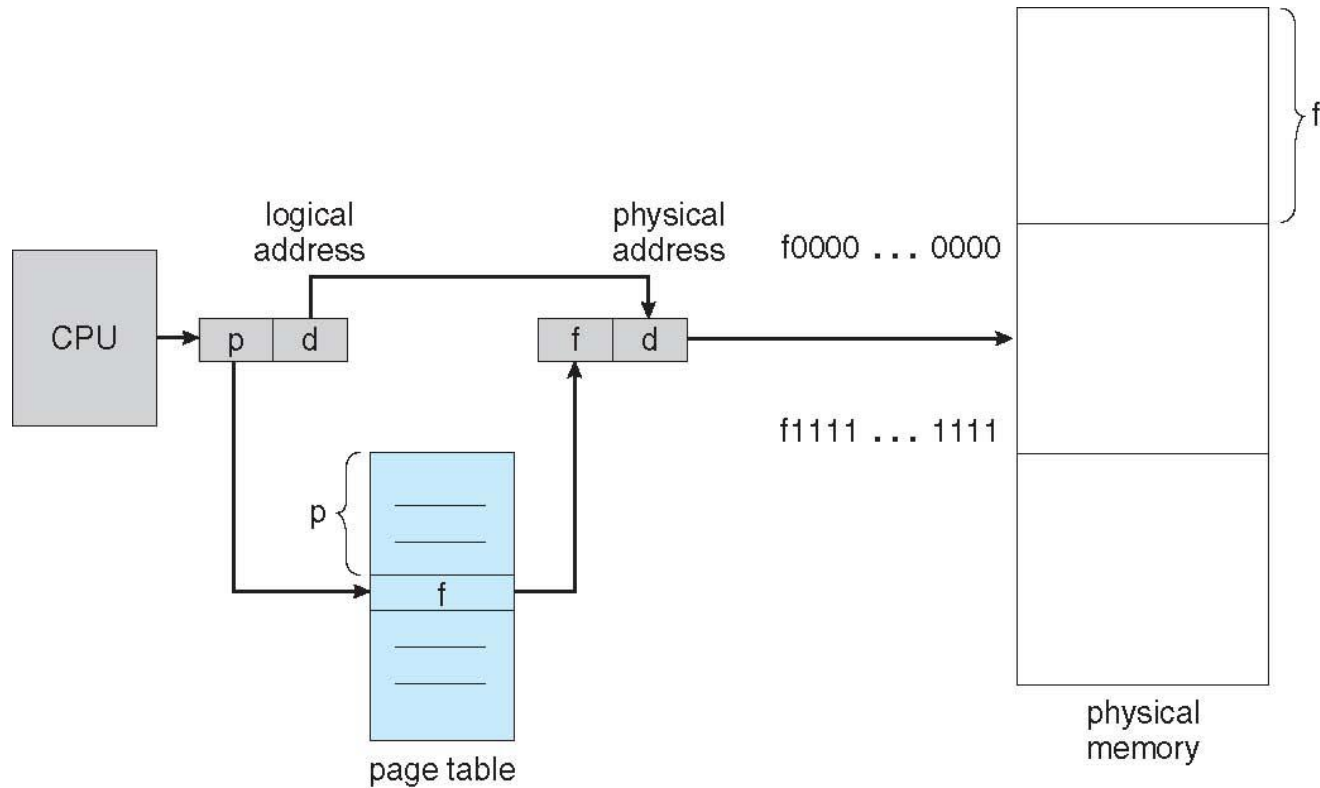 f
logical
address
physical
address
f0000 ... 0000
CPU
p
d
f
d
f1111 ... 1111
p
f
physical
memory
page table